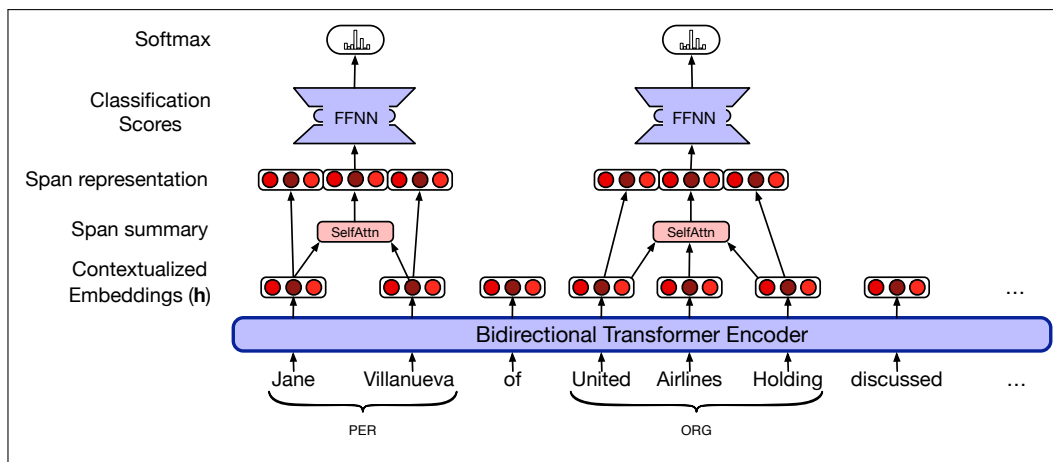 Softmax
Classification
Scores
FFNN FFNN
Span representation
Span summary SelfAttn SelfAttn
Contextualized
Embeddings (h) ...
Bidirectional Transformer Encoder
Jane Villanueva of United Airlines Holding discussed ...
PER ORG